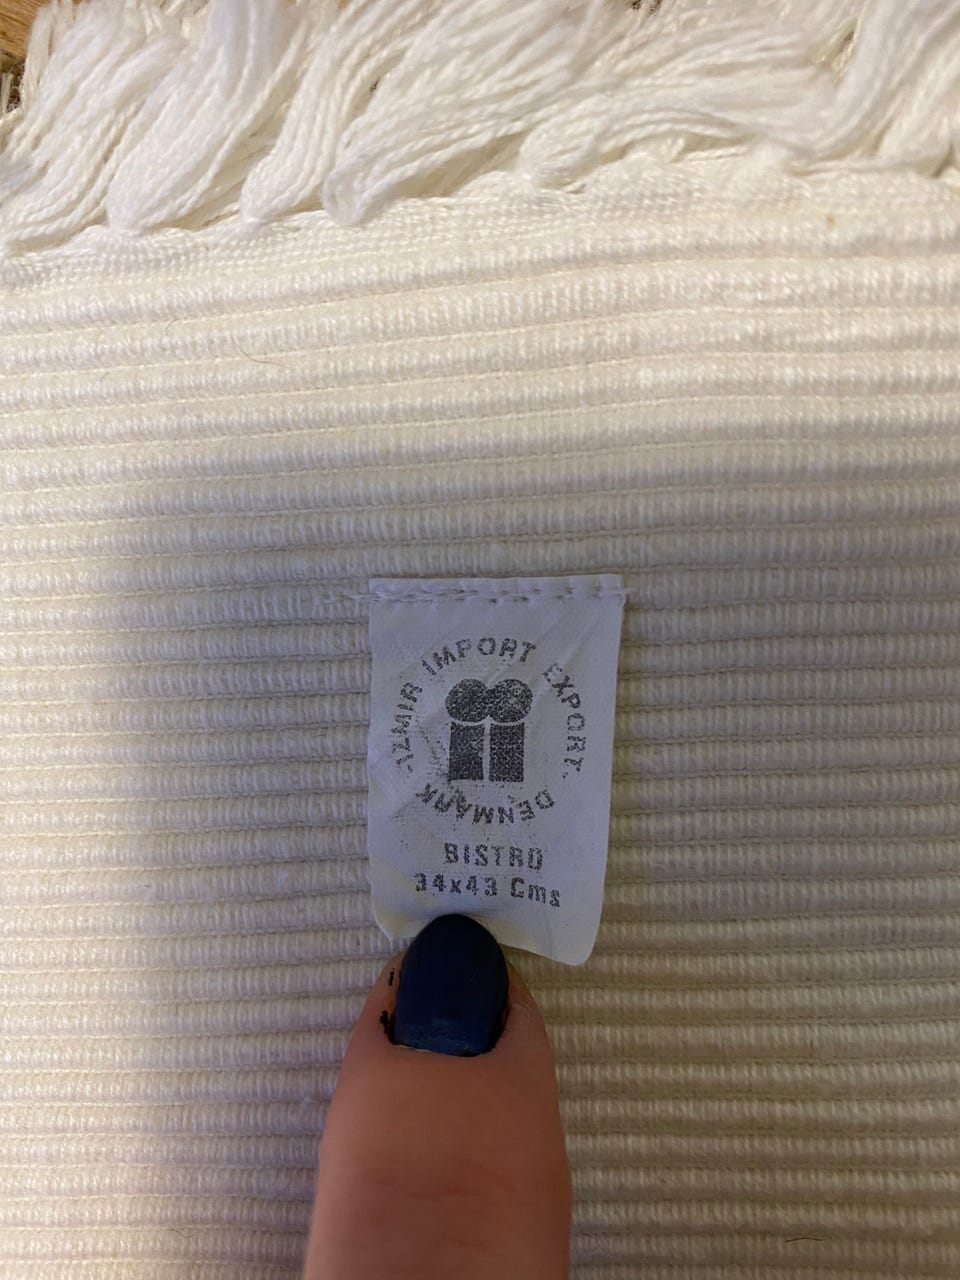 IZMIR IMPORT EXPORT.
DENMARK
BISTRO
34x43 Cms